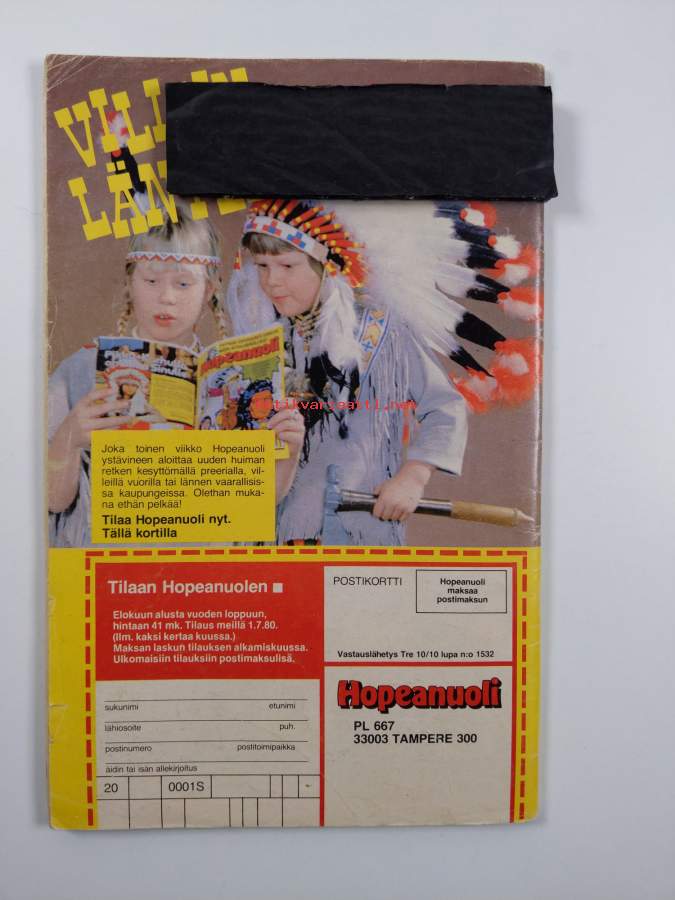 Joka toinen viikko Hopeanuoli
ystävineen aloittaa uuden huiman
retken kesyttömällä preerialla, vil-
leillä vuorilla tai lännen vaarallisis-
sa kaupungeissa. Olethan muka-
na ethän pelkää!
Tilaa Hopeanuoli nyt.
Tällä kortilla
Hopeanuoli
antikvariaatti.net
Tilaan Hopeanuolen ■
Elokuun alusta vuoden loppuun,
hintaan 41 mk. Tilaus meillä 1.7.80.
(Ilm. kaksi kertaa kuussa.)
Maksan laskun tilauksen alkamiskuussa.
Ulkomaisiin tilauksiin postimaksulisä.
sukunimi etunimi
lähiosoite puh.
postinumero postitoimipaikka
äidin tai isän allekirjoitus
20 0001S
POSTIKORTTI
Hopeanuoli
maksaa
postimaksun
Vastauslähetys Tre 10/10 lupa n:o 1532
Hopeanuoli
PL 667
33003 TAMPERE 300